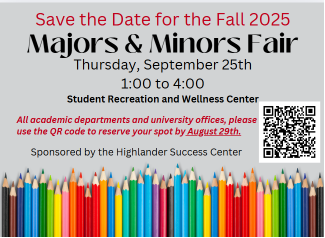 Save the Date for the Fall 2025
Majors & Minors Fair
Thursday, September 25th
1:00 to 4:00
Student Recreation and Wellness Center
All academic departments and university offices, please
use the QR code to reserve your spot by August 29th.
Sponsored by the Highlander Success Center